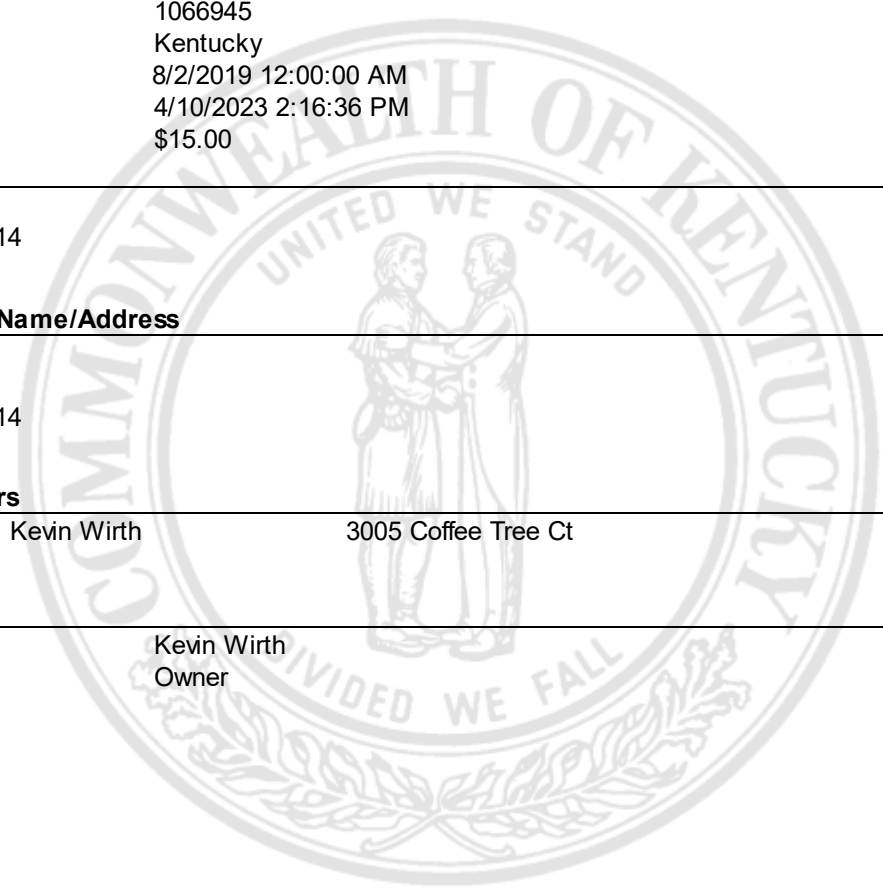 1066945
Kentucky
8/2/2019 12:00:00 AM
4/10/2023 2:16:36 PM
$15.00
14
Name/Address
14
rs
Kevin Wirth 3005 Coffee Tree Ct
Kevin Wirth
Owner
COMMONWEALTH OF KENTUCKY
UNITED WE STAND
DIVIDED WE FALL